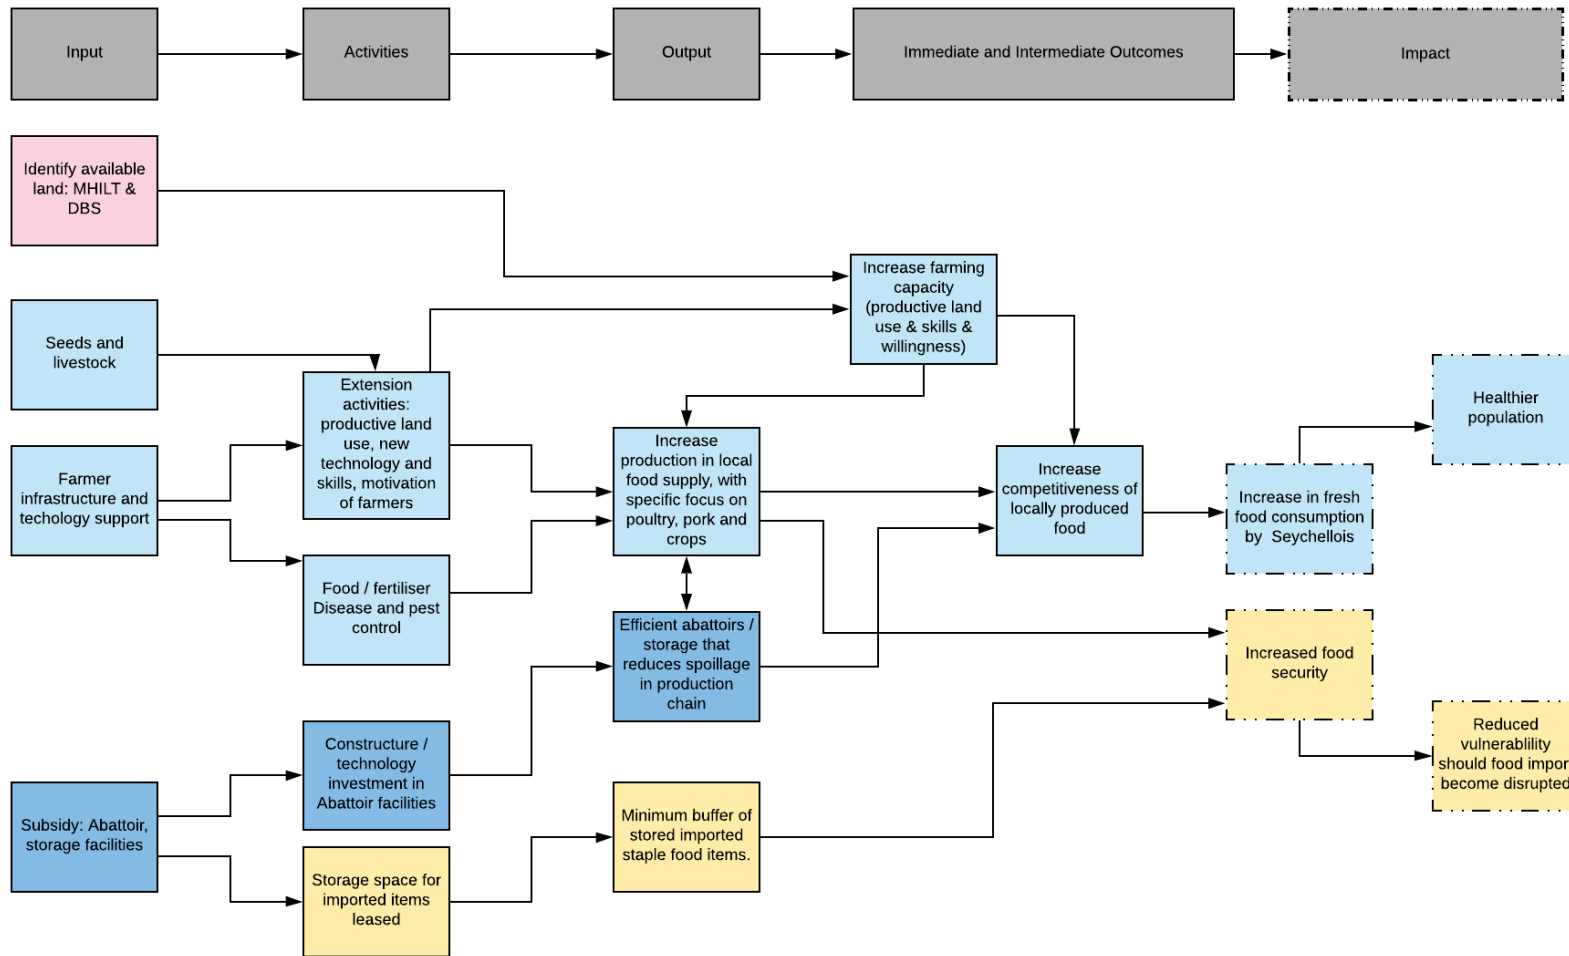 Input
Activities
Output
Immediate and Intermediate Outcomes
Impact
Identify available
land: MHILT &
DBS
Increase farming
capacity
(productive land
use & skills &
willingness)
Seeds and
livestock
Extension
activities:
productive land
use, new
technology and
skills, motivation
of farmers
Healthier
population
Farmer
infrastructure and
techology support
Increase
production in local
food supply, with
specific focus on
poultry, pork and
crops
Increase
competitiveness of
locally produced
food
Increase in fresh
food consumption
by Seychellois
Food / fertiliser
Disease and pest
control
Efficient abattoirs /
storage that
reduces spoillage
in production
chain
Increased food
security
Constructure /
technology
investment in
Abattoir facilities
Reduced
vulnerablility
should food impor
become disrupted
Subsidy: Abattoir,
storage facilities
Minimum buffer of
stored imported
staple food items.
Storage space for
imported items
leased